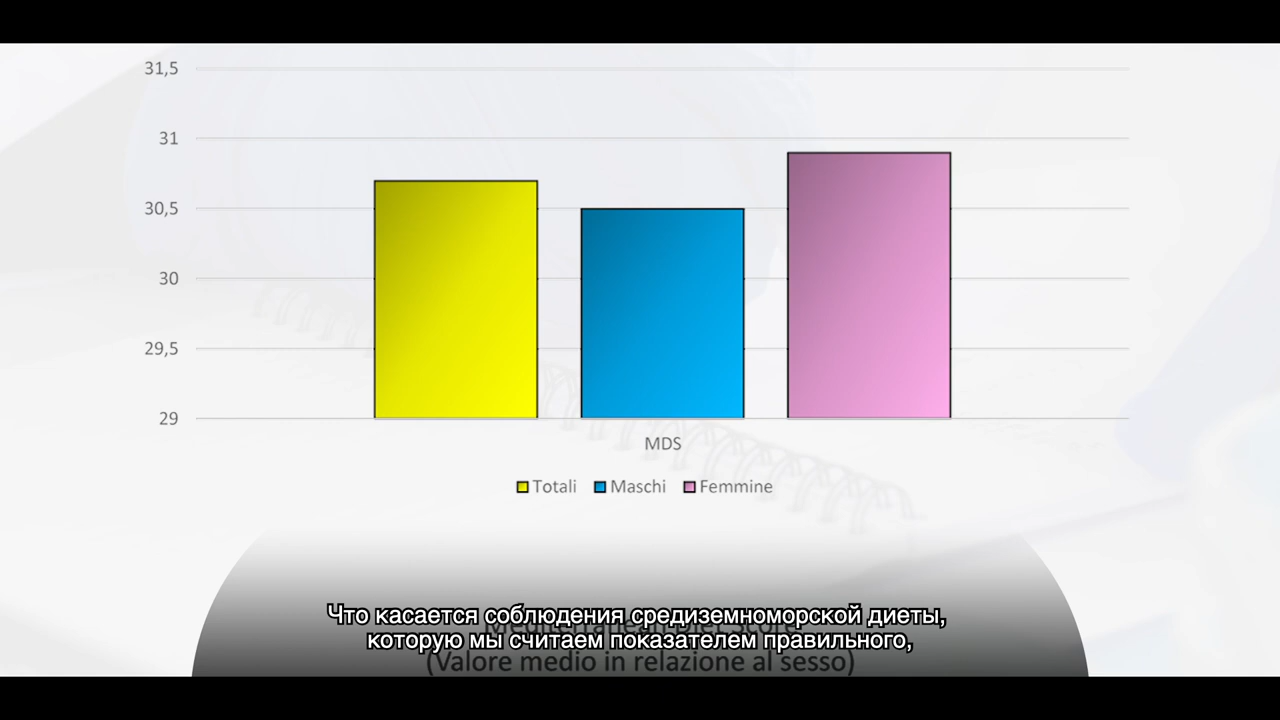 31,5
31
30,5
30
29,5
29
MDS
Totali Maschi Femmine
Что касается соблюдения средиземноморской диеты,
которую мы считаем показателем правильного,
(Valore medio in relazione al sesso)